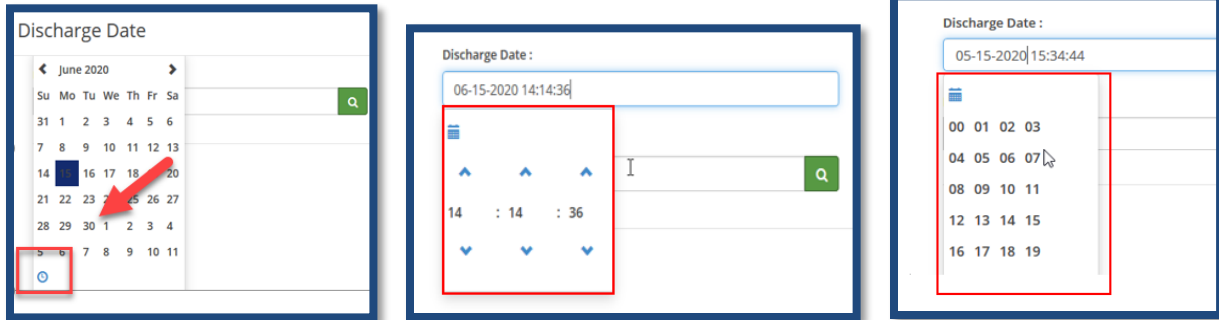 Discharge Date
June 2020
Su Mo Tu We Th Fr Sa
31 1 2 3 4 5 6
7 8 9 10 11 12 13
14 15 16 17 18 20
21 22 23 25 26 27
28 29 30 1 2 3 4
5 6 7 8 9 10 11
Discharge Date :
06-15-2020 14:14:36
14 : 14 : 36
Discharge Date :
05-15-2020 15:34:44
00 01 02 03
04 05 06 07
08 09 10 11
12 13 14 15
16 17 18 19